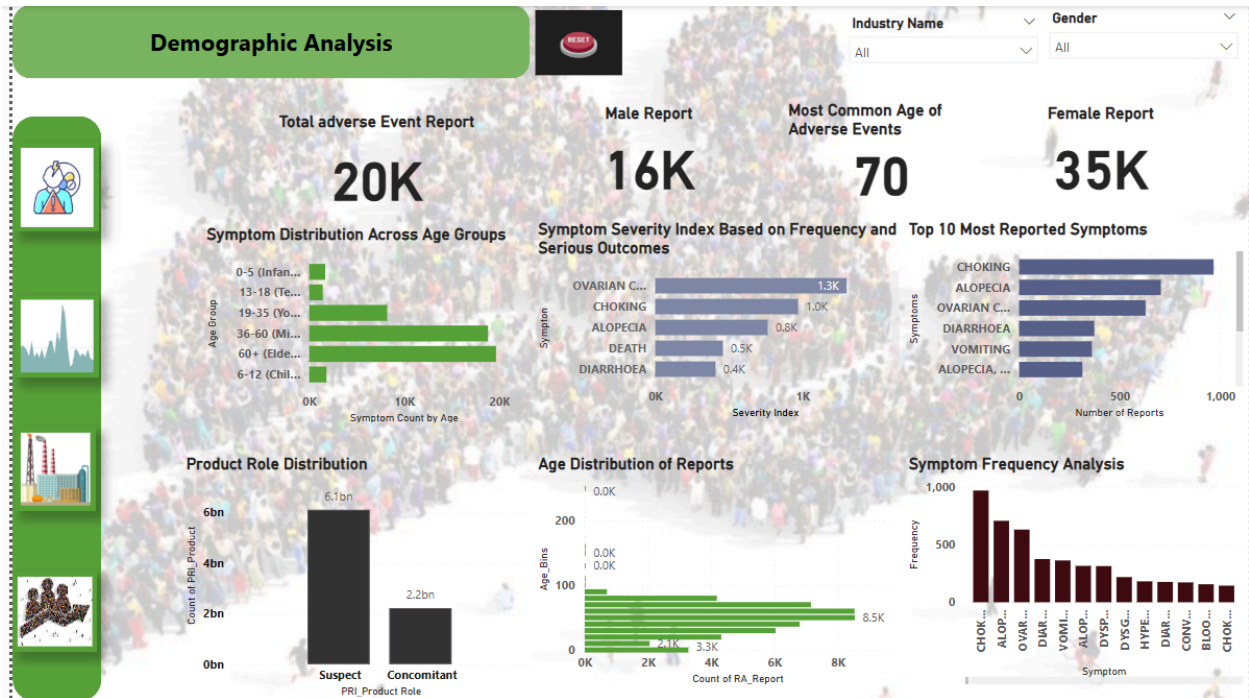 Demographic Analysis
RESET
Industry Name
All
Gender
All
Total adverse Event Report
20K
Male Report
16K
Most Common Age of
Adverse Events
70
Female Report
35K
Symptom Distribution Across Age Groups
Age Group
0-5 (Infan...
13-18 (Te...
19-35 (Yo...
36-60 (Mi...
60+ (Elde...
6-12 (Chil...
0K
10K
20K
Symptom Count by Age
Symptom Severity Index Based on Frequency and
Serious Outcomes
Sympton
OVARIAN C...
1.3K
CHOKING
1.0K
ALOPECIA
0.8K
DEATH
0.5K
DIARRHOEA
0.4K
0K
1K
Severity Index
Top 10 Most Reported Symptoms
Symptoms
CHOKING
ALOPECIA
OVARIAN C...
DIARRHOEA
VOMITING
ALOPECIA, ...
0
500
1,000
Number of Reports
Product Role Distribution
Count of PRI_Product
6bn
4bn
2bn
0bn
6.1bn
2.2bn
Suspect
Concomitant
PRI_Product Role
Age Distribution of Reports
Age_Bins
200
100
0
0.0K
0.0K
0.0K
8.5K
2.1K
3.3K
0K
2K
4K
6K
8K
Count of RA_Report
Symptom Frequency Analysis
Frequency
1,000
500
0
CHOK...
ALOP...
OVAR...
DIAR...
VOMI...
ALOP...
DYSP...
DYSG...
HYPE...
DIAR...
CONV...
BLOO...
CHOK...
Symptom